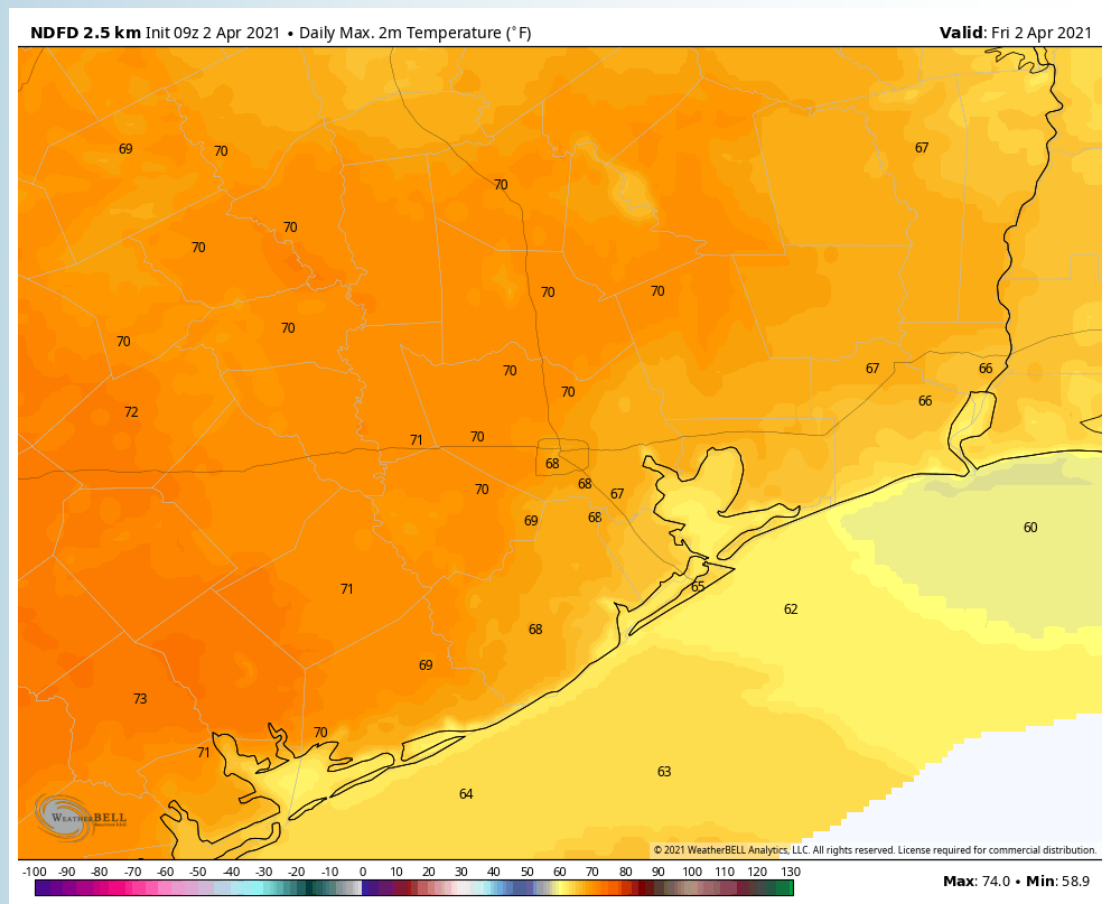 NDFD 2.5 km Init 09z 2 Apr 2021 • Daily Max. 2m Temperature (°F) Valid: Fri 2 Apr 2021
69 70 67
70
70
70
70 70
70 70
70 67 66
70
72 66
71 70
68
70 68 67
69 68 60
71 65
62
68
69
73
70
71
63
64
WEATHERBELL
© 2021 WeatherBELL Analytics, LLC. All rights reserved. License required for commercial distribution.
-100 -90 -80 -70 -60 -50 -40 -30 -20 -10 0 10 20 30 40 50 60 70 80 90 100 110 120 130 Max: 74.0 • Min: 58.9